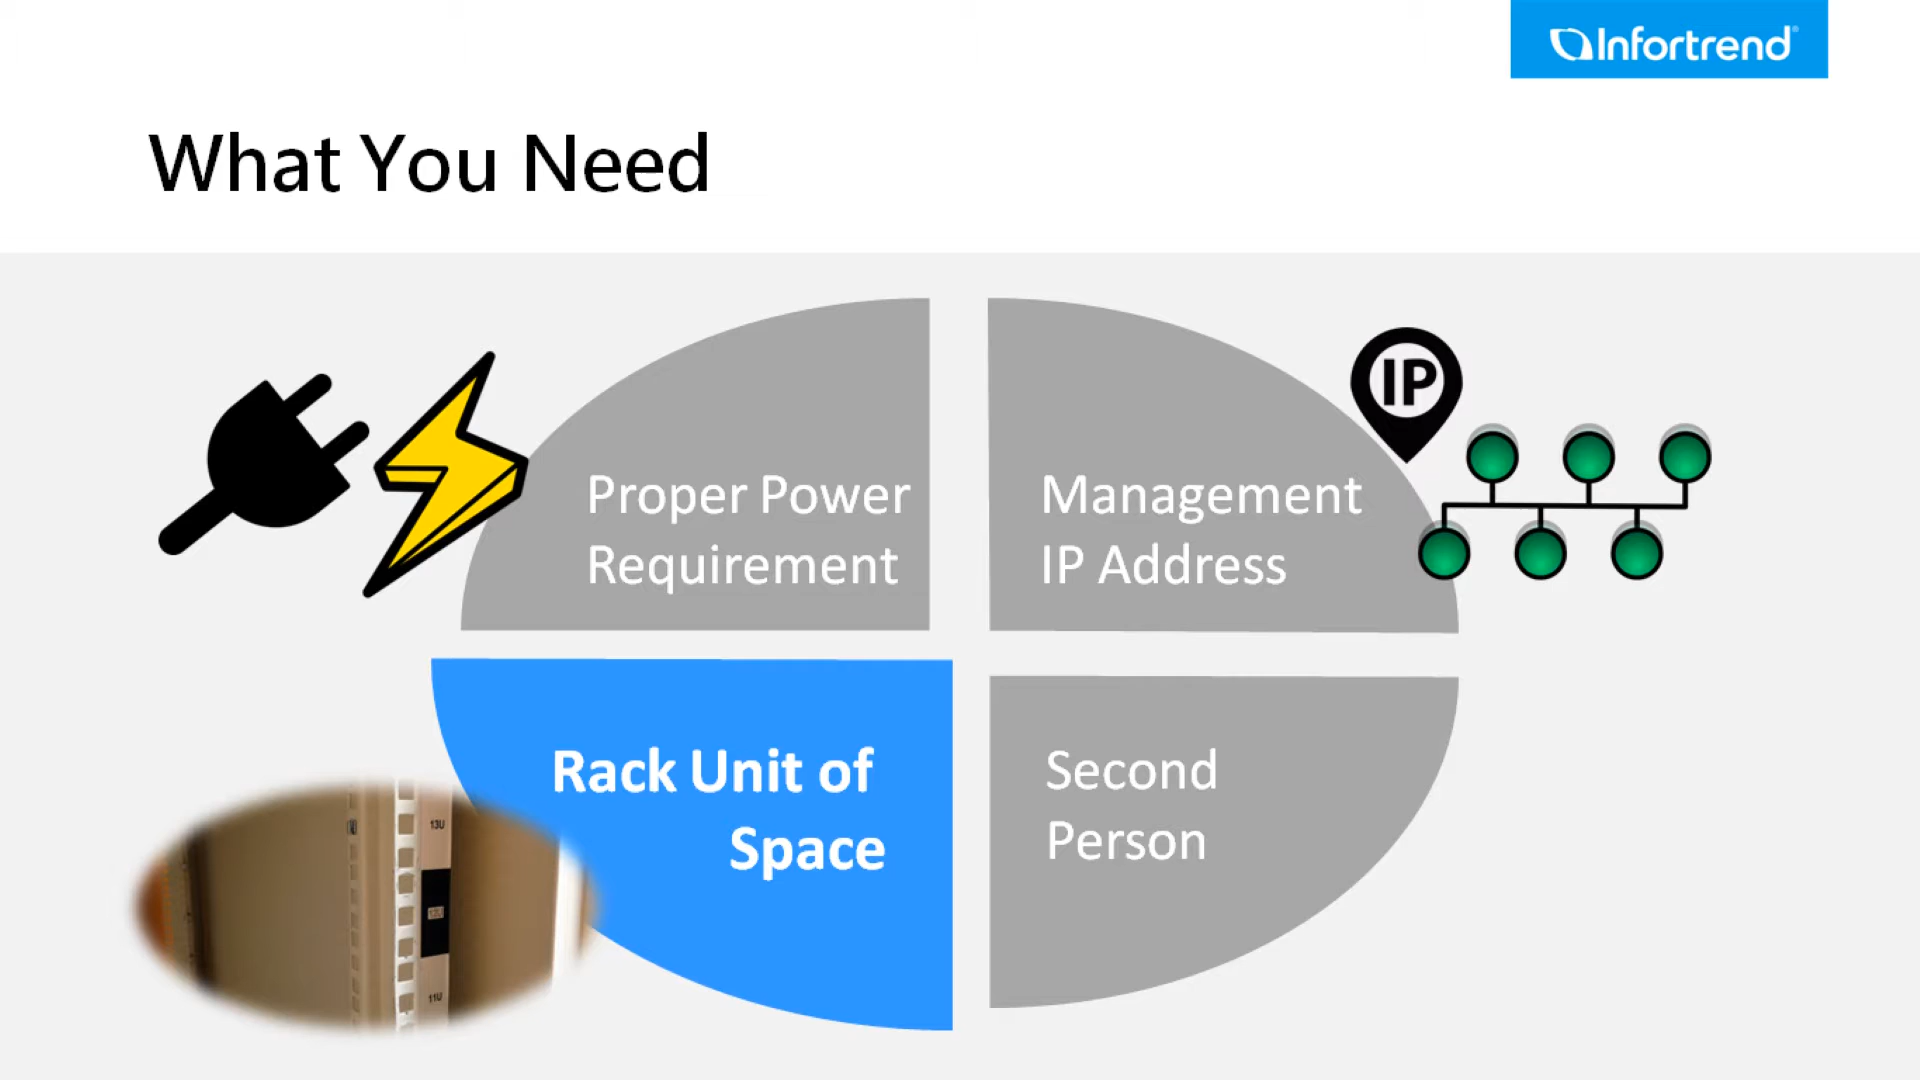 Infortrend
What You Need
Proper Power
Requirement
IP
Management
IP Address
Rack Unit of
Space
Second
Person
13U
12U
11U